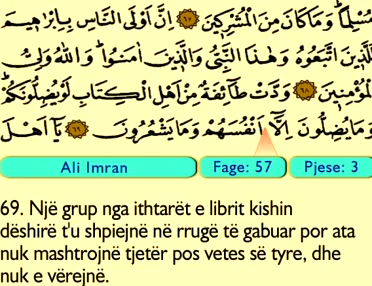 مُسْلِمًا وَمَا كَانَ مِنَ الْمُشْرِكِينَ ٦٧ اِنَّ اَوْلَى النَّاسِ بِاِبْرٰهِيمَ
لَلَّذِينَ اتَّبَعُوهُ وَهٰذَا النَّبِيُّ وَالَّذِينَ اٰمَنُوا وَاللّٰهُ وَلِيُّ
الْمُؤْمِنِينَ ٦٨ وَدَّتْ طَائِفَةٌ مِنْ اَهْلِ الْكِتَابِ لَوْ يُضِلُّونَكُمْ
وَمَا يُضِلُّونَ اِلَّا اَنْفُسَهُمْ وَمَا يَشْعُرُونَ ٦٩ يَا اَهْلَ
Ali Imran Fage: 57 Pjese: 3
69. Një grup nga ithtarët e librit kishin
dëshirë t'u shpiejnë në rrugë të gabuar por ata
nuk mashtrojnë tjetër pos vetes së tyre, dhe
nuk e vërejnë.